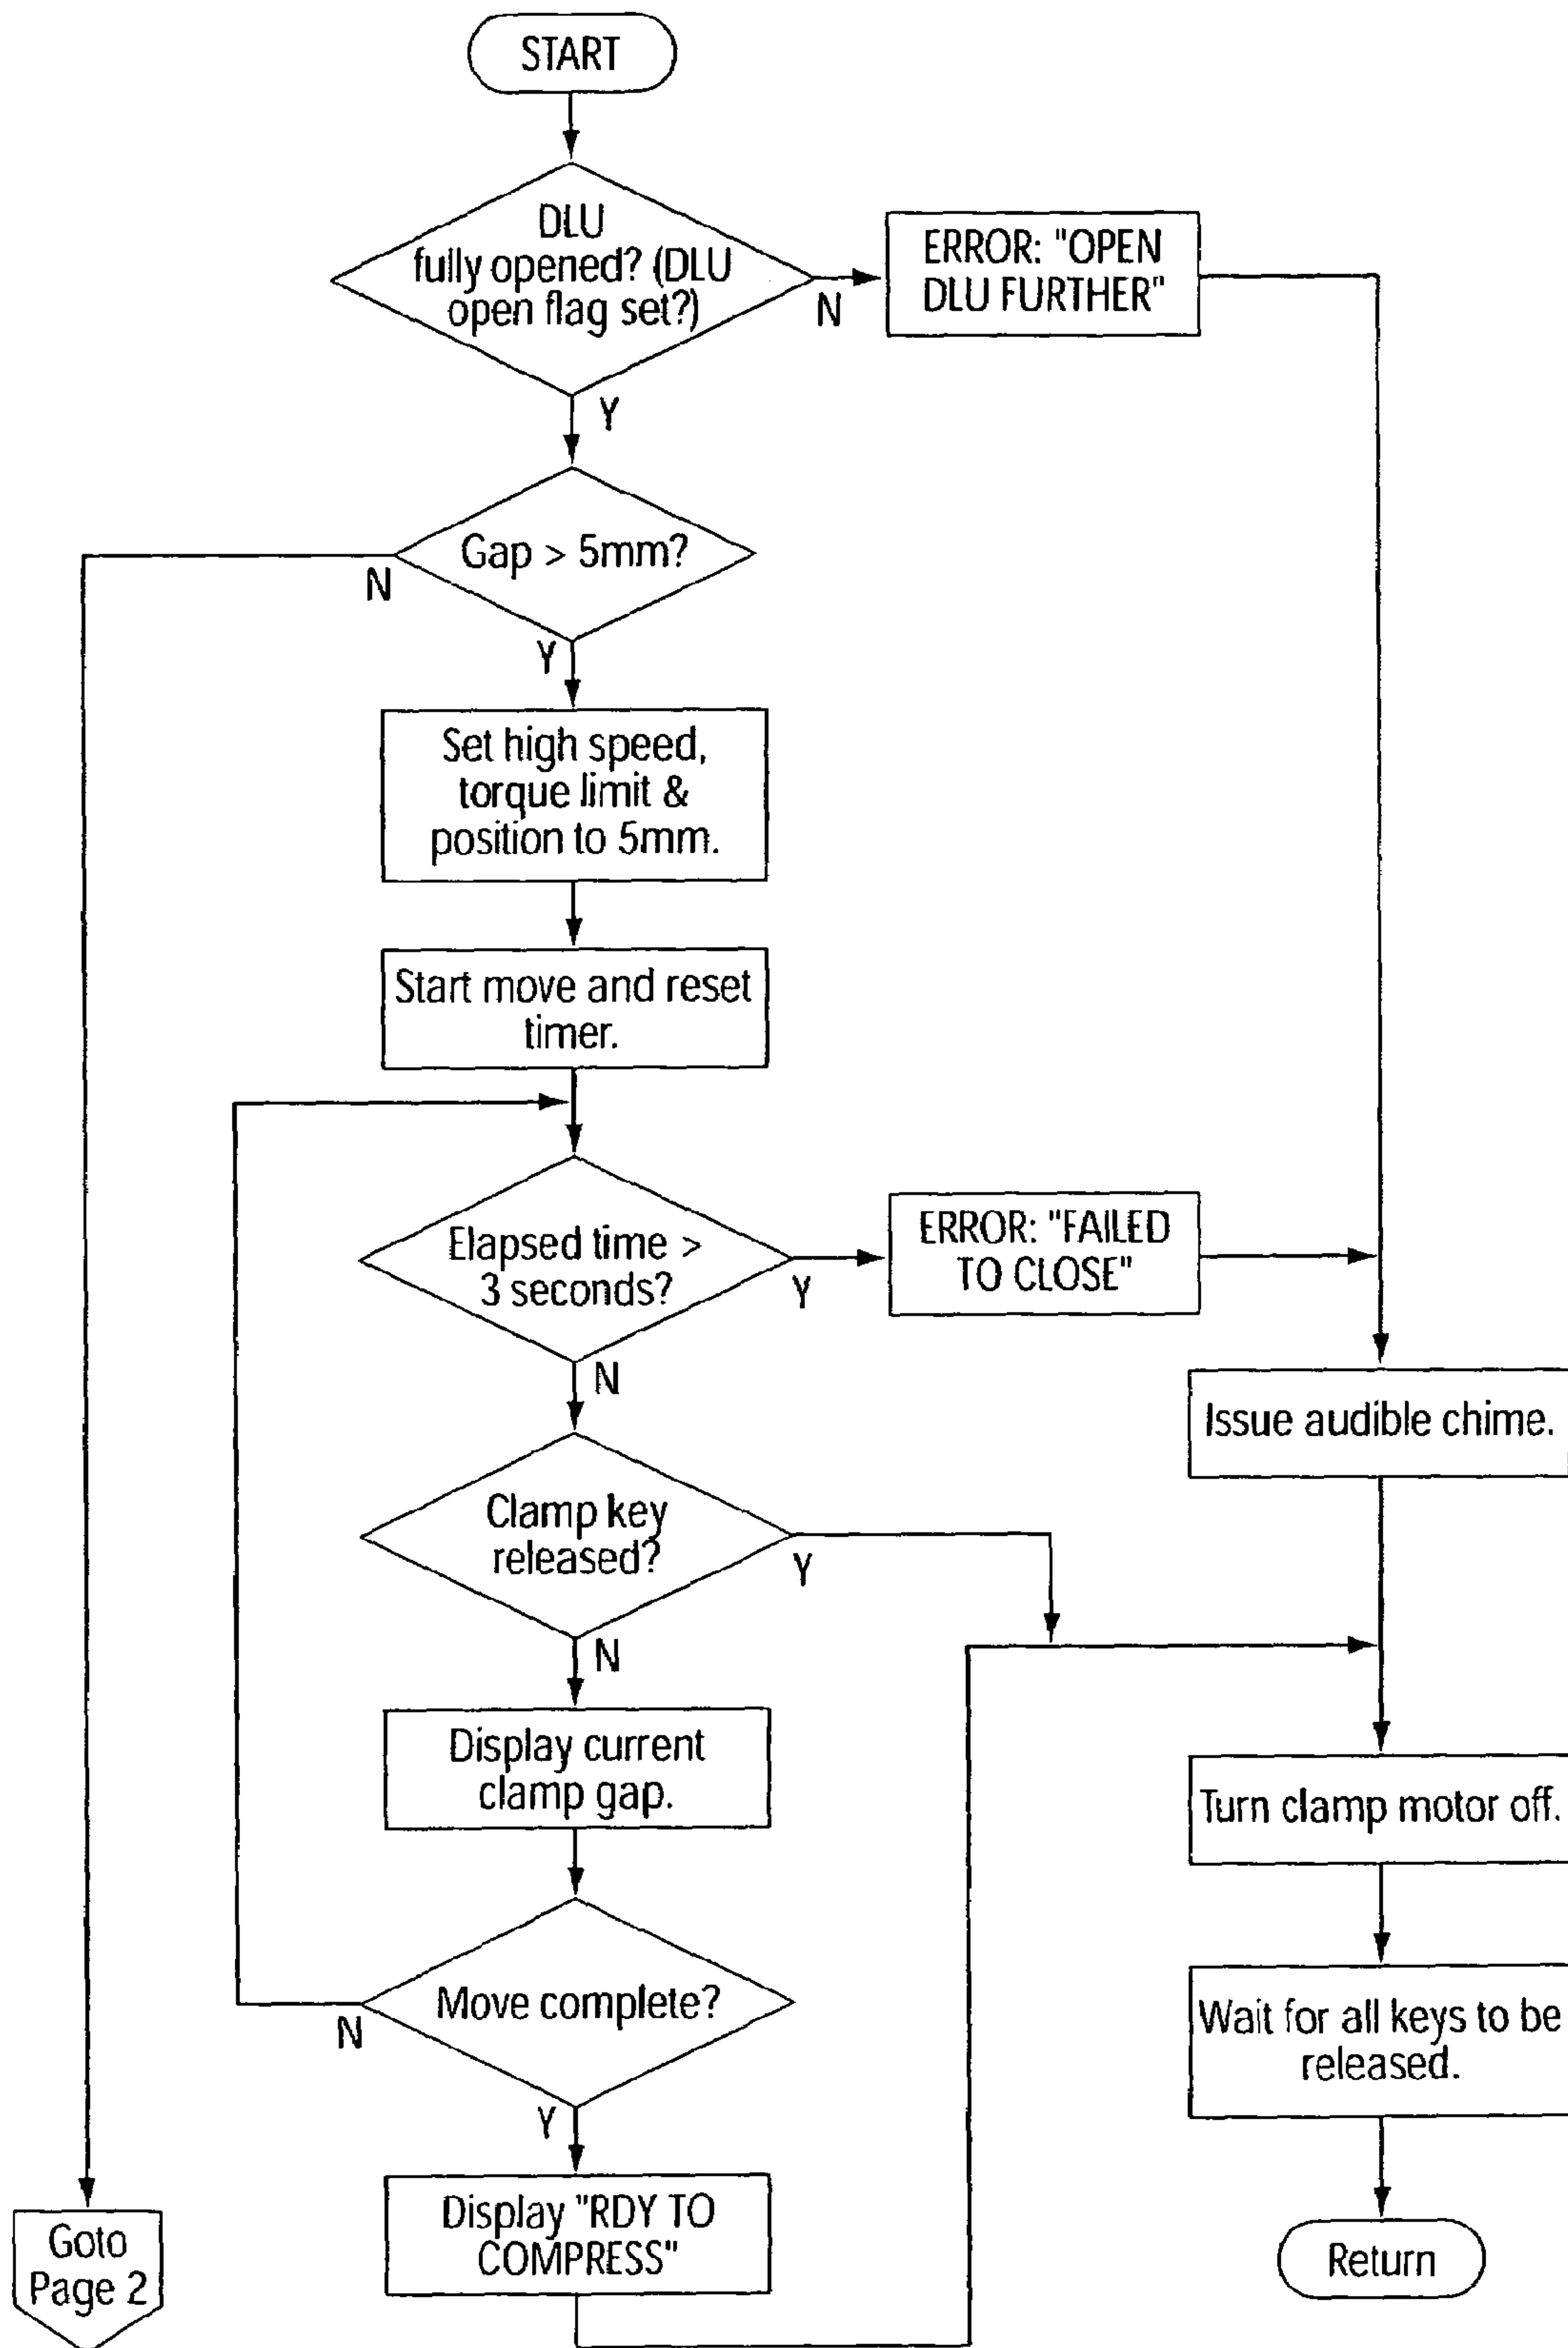 START
DLU
fully opened? (DLU
open flag set?)
N
ERROR: "OPEN
DLU FURTHER"
Y
Gap > 5mm?
N
Y
Set high speed,
torque limit &
position to 5mm.
Start move and reset
timer.
Elapsed time >
3 seconds?
Y
ERROR: "FAILED
TO CLOSE"
N
Issue audible chime.
Clamp key
released?
Y
N
Display current
clamp gap.
Turn clamp motor off.
Move complete?
N
Y
Wait for all keys to be
released.
Display "RDY TO
COMPRESS"
Goto
Page 2
Return